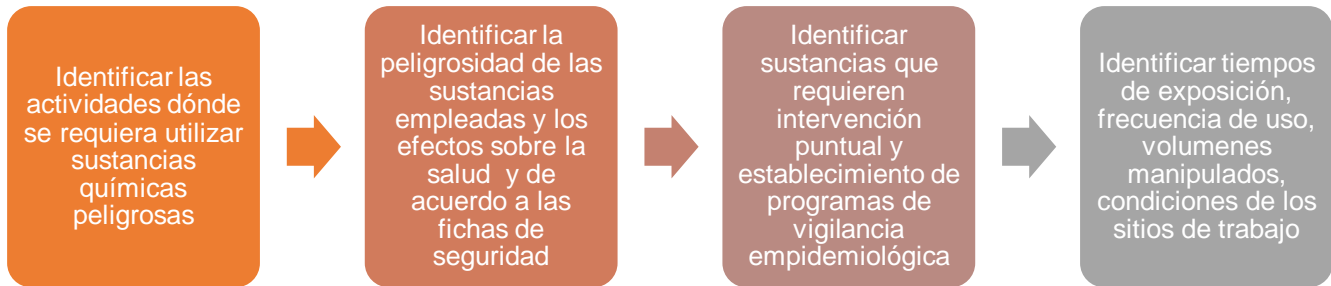 Identificar las
actividades dónde
se requiera utilizar
sustancias
químicas
peligrosas
Identificar la
peligrosidad de las
sustancias
empleadas y los
efectos sobre la
salud y de
acuerdo a las
fichas de
seguridad
Identificar
sustancias que
requieren
intervención
puntual y
establecimiento de
programas de
vigilancia
empidemiológica
Identificar tiempos
de exposición,
frecuencia de uso,
volumenes
manipulados,
condiciones de los
sitios de trabajo